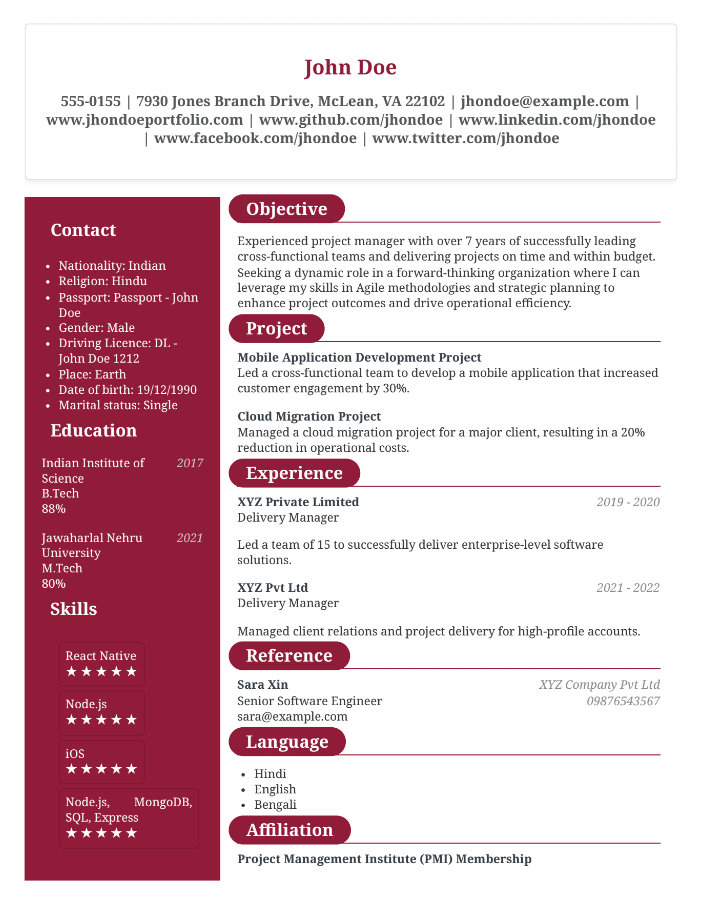 John Doe
555-0155 | 7930 Jones Branch Drive, McLean, VA 22102 | jhondoe@example.com |
www.jhondoeportfolio.com | www.github.com/jhondoe | www.linkedin.com/jhondoe
| www.facebook.com/jhondoe | www.twitter.com/jhondoe
Contact
• Nationality: Indian
• Religion: Hindu
• Passport: Passport - John
Doe
• Gender: Male
• Driving Licence: DL -
John Doe 1212
• Place: Earth
• Date of birth: 19/12/1990
• Marital status: Single
Education
Indian Institute of 2017
Science
B.Tech
88%
Jawaharlal Nehru 2021
University
M.Tech
80%
Skills
React Native
★★★★★
Node.js
★★★★★
iOS
★★★★★
Node.js, MongoDB,
SQL, Express
★★★★★
Objective
Experienced project manager with over 7 years of successfully leading
cross-functional teams and delivering projects on time and within budget.
Seeking a dynamic role in a forward-thinking organization where I can
leverage my skills in Agile methodologies and strategic planning to
enhance project outcomes and drive operational efficiency.
Project
Mobile Application Development Project
Led a cross-functional team to develop a mobile application that increased
customer engagement by 30%.
Cloud Migration Project
Managed a cloud migration project for a major client, resulting in a 20%
reduction in operational costs.
Experience
XYZ Private Limited 2019 - 2020
Delivery Manager
Led a team of 15 to successfully deliver enterprise-level software
solutions.
XYZ Pvt Ltd 2021 - 2022
Delivery Manager
Managed client relations and project delivery for high-profile accounts.
Reference
Sara Xin XYZ Company Pvt Ltd
Senior Software Engineer 09876543567
sara@example.com
Language
• Hindi
• English
• Bengali
Affiliation
Project Management Institute (PMI) Membership